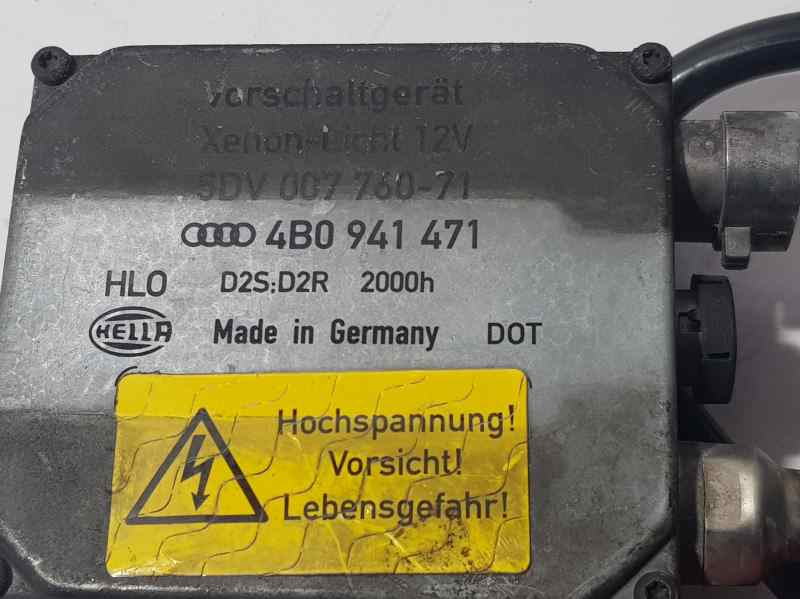 Vorschaltgerät
Xenon-Licht 12V
5DV 007 760-71
4B0 941 471
HLO D2S;D2R 2000h
HELLA Made in Germany DOT
Hochspannung!
Vorsicht!
Lebensgefahr!